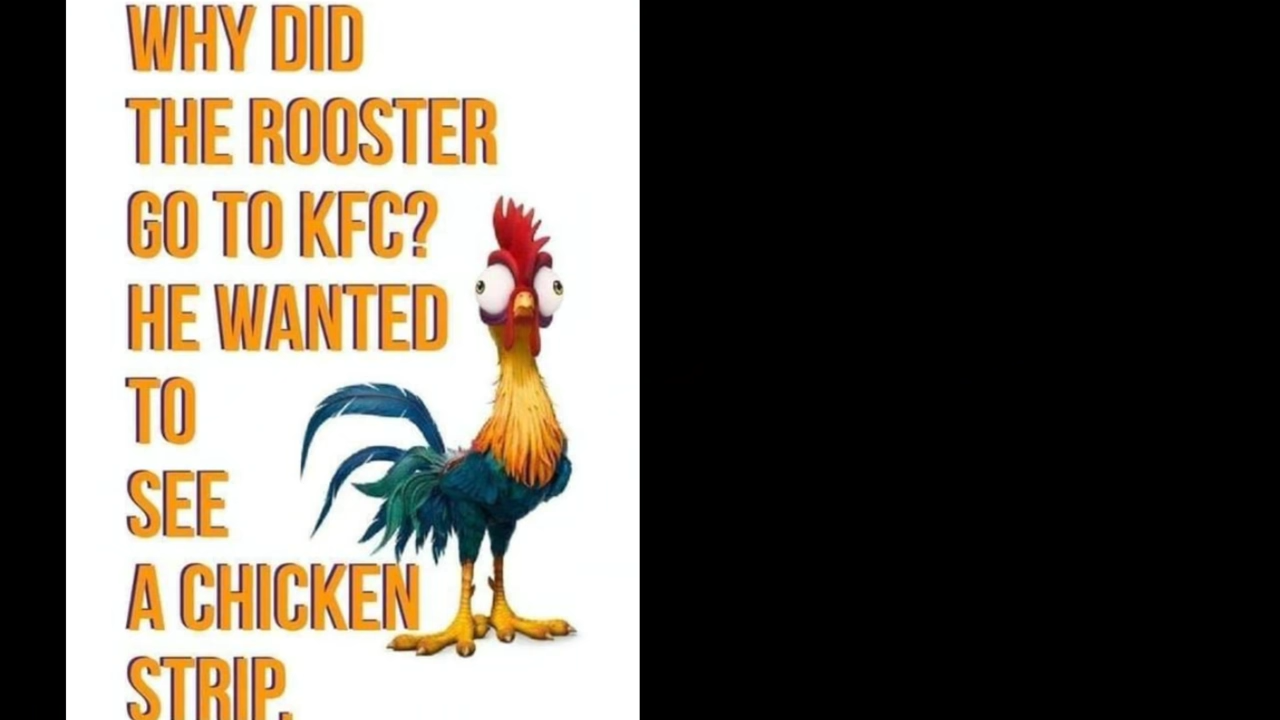 WHY DID
THE ROOSTER
GO TO KFC?
HE WANTED
TO
SEE
A CHICKEN
STRIP.